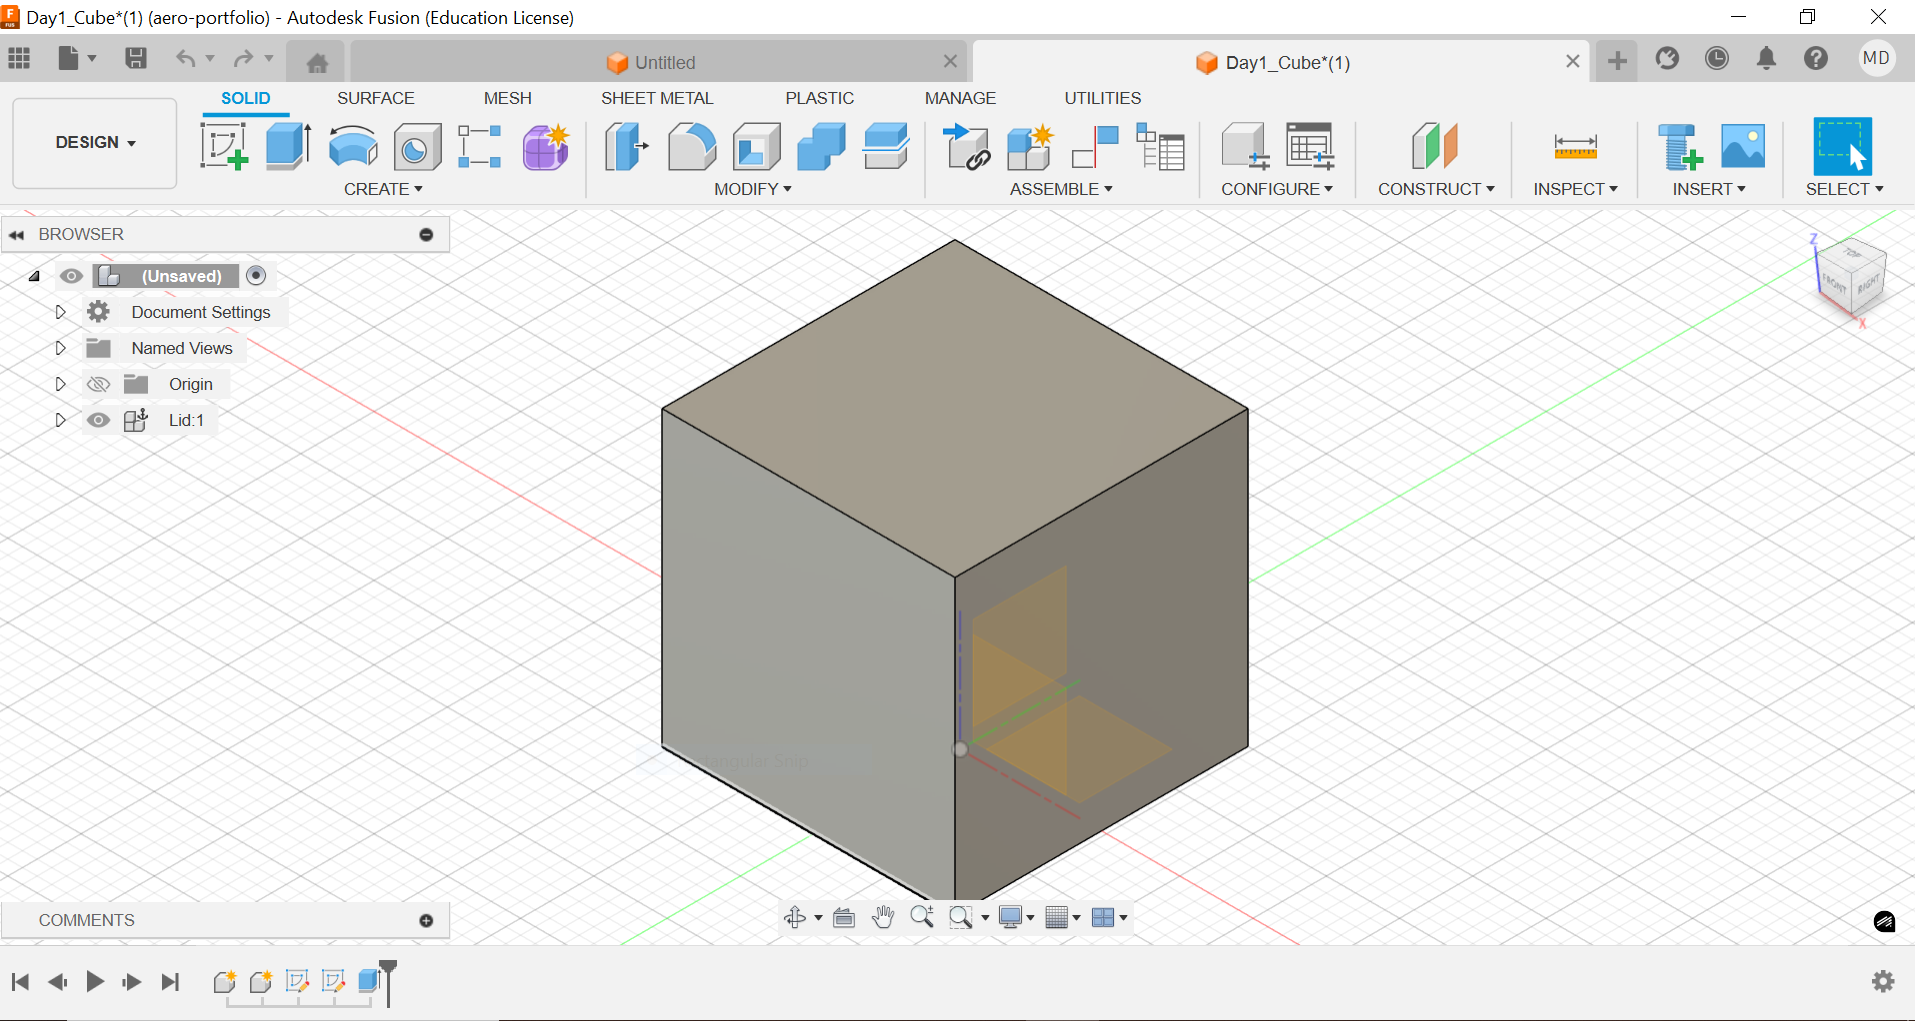 Day1_Cube*(1) (aero-portfolio) - Autodesk Fusion (Education License)
Untitled
Day1_Cube*(1)
MD
DESIGN
SOLID
SURFACE
MESH
SHEET METAL
PLASTIC
MANAGE
UTILITIES
CREATE
MODIFY
ASSEMBLE
CONFIGURE
CONSTRUCT
INSPECT
INSERT
SELECT
BROWSER
(Unsaved)
Document Settings
Named Views
Origin
Lid:1
Z
TOP
FRONT
RIGHT
X
Snip
COMMENTS